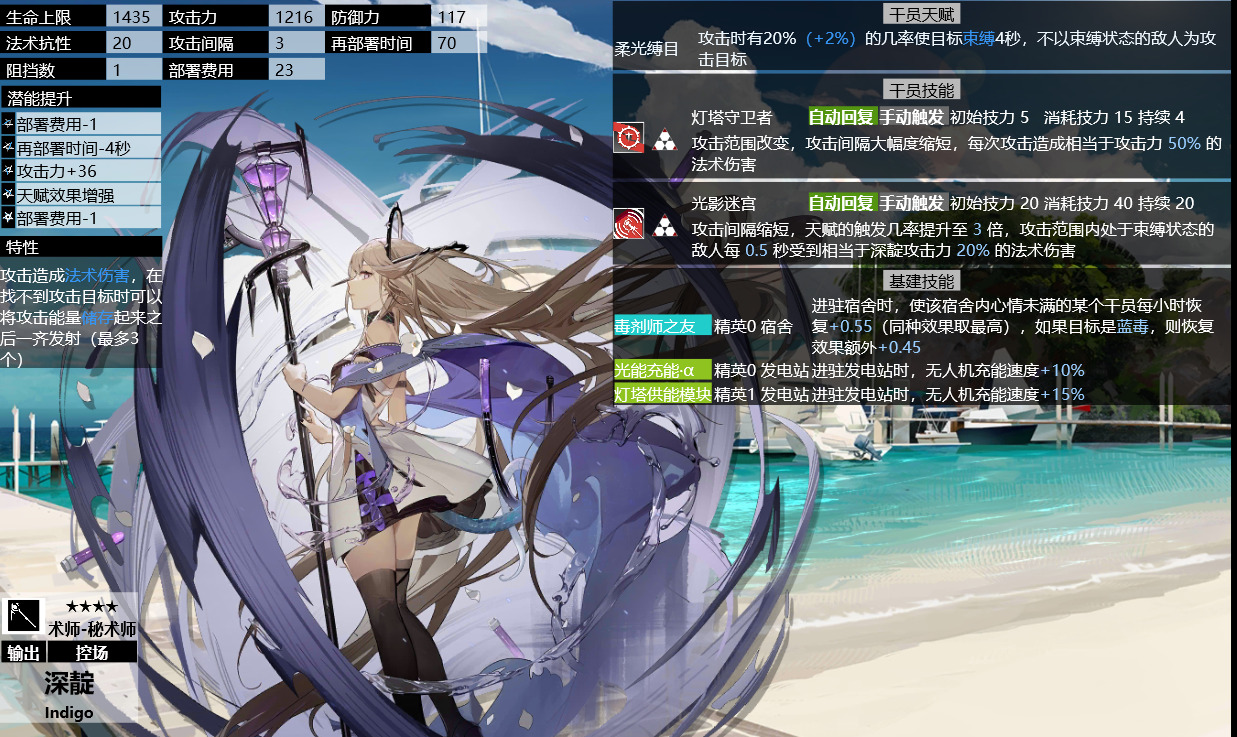 生命上限 1435 攻击力 1216 防御力 117
法术抗性 20 攻击间隔 3 再部署时间 70
阻挡数 1 部署费用 23
潜能提升
部署费用-1
再部署时间-4秒
攻击力+36
天赋效果增强
部署费用-1
特性
攻击造成法术伤害，在
找不到攻击目标时可以
将攻击能量储存起来之
后一齐发射（最多3
个）
★★★★
术师-秘术师
输出 控场
深靛
Indigo
干员天赋
柔光缚目
攻击时有20%（+2%）的几率使目标束缚4秒，不以束缚状态的敌人为攻
击目标
干员技能
灯塔守卫者 自动回复 手动触发 初始技力 5 消耗技力 15 持续 4
攻击范围改变，攻击间隔大幅度缩短，每次攻击造成相当于攻击力 50% 的
法术伤害
光影迷宫 自动回复 手动触发 初始技力 20 消耗技力 40 持续 20
攻击间隔缩短，天赋的触发几率提升至 3 倍，攻击范围内处于束缚状态的
敌人每 0.5 秒受到相当于深靛攻击力 20% 的法术伤害
基建技能
毒剂师之友 精英0 宿舍
进驻宿舍时，使该宿舍内心情未满的某个干员每小时恢
复+0.55（同种效果取最高），如果目标是蓝毒，则恢复
效果额外+0.45
光能充能·α 精英0 发电站 进驻发电站时，无人机充能速度+10%
灯塔供能模块 精英1 发电站 进驻发电站时，无人机充能速度+15%